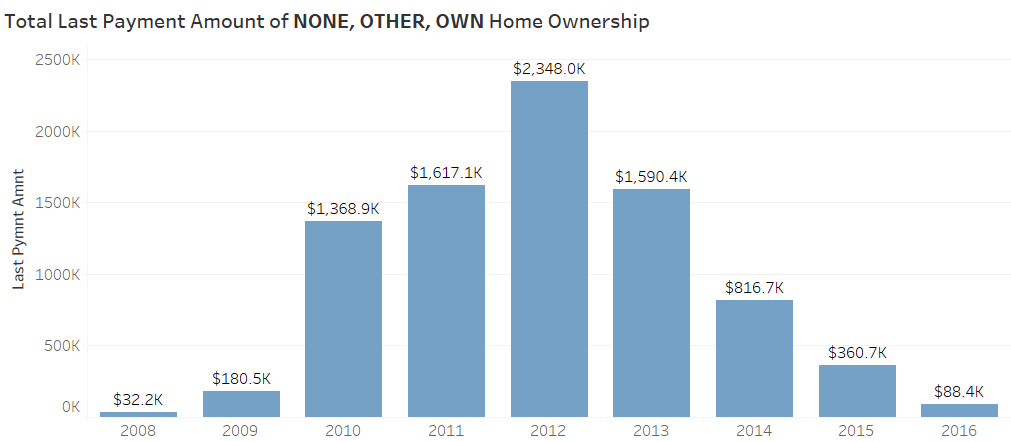 Total Last Payment Amount of NONE, OTHER, OWN Home Ownership
2500K
2000K
1500K
1000K
500K
0K
Last Pymnt Amnt
$32.2K
$180.5K
$1,368.9K
$1,617.1K
$2,348.0K
$1,590.4K
$816.7K
$360.7K
$88.4K
2008 2009 2010 2011 2012 2013 2014 2015 2016